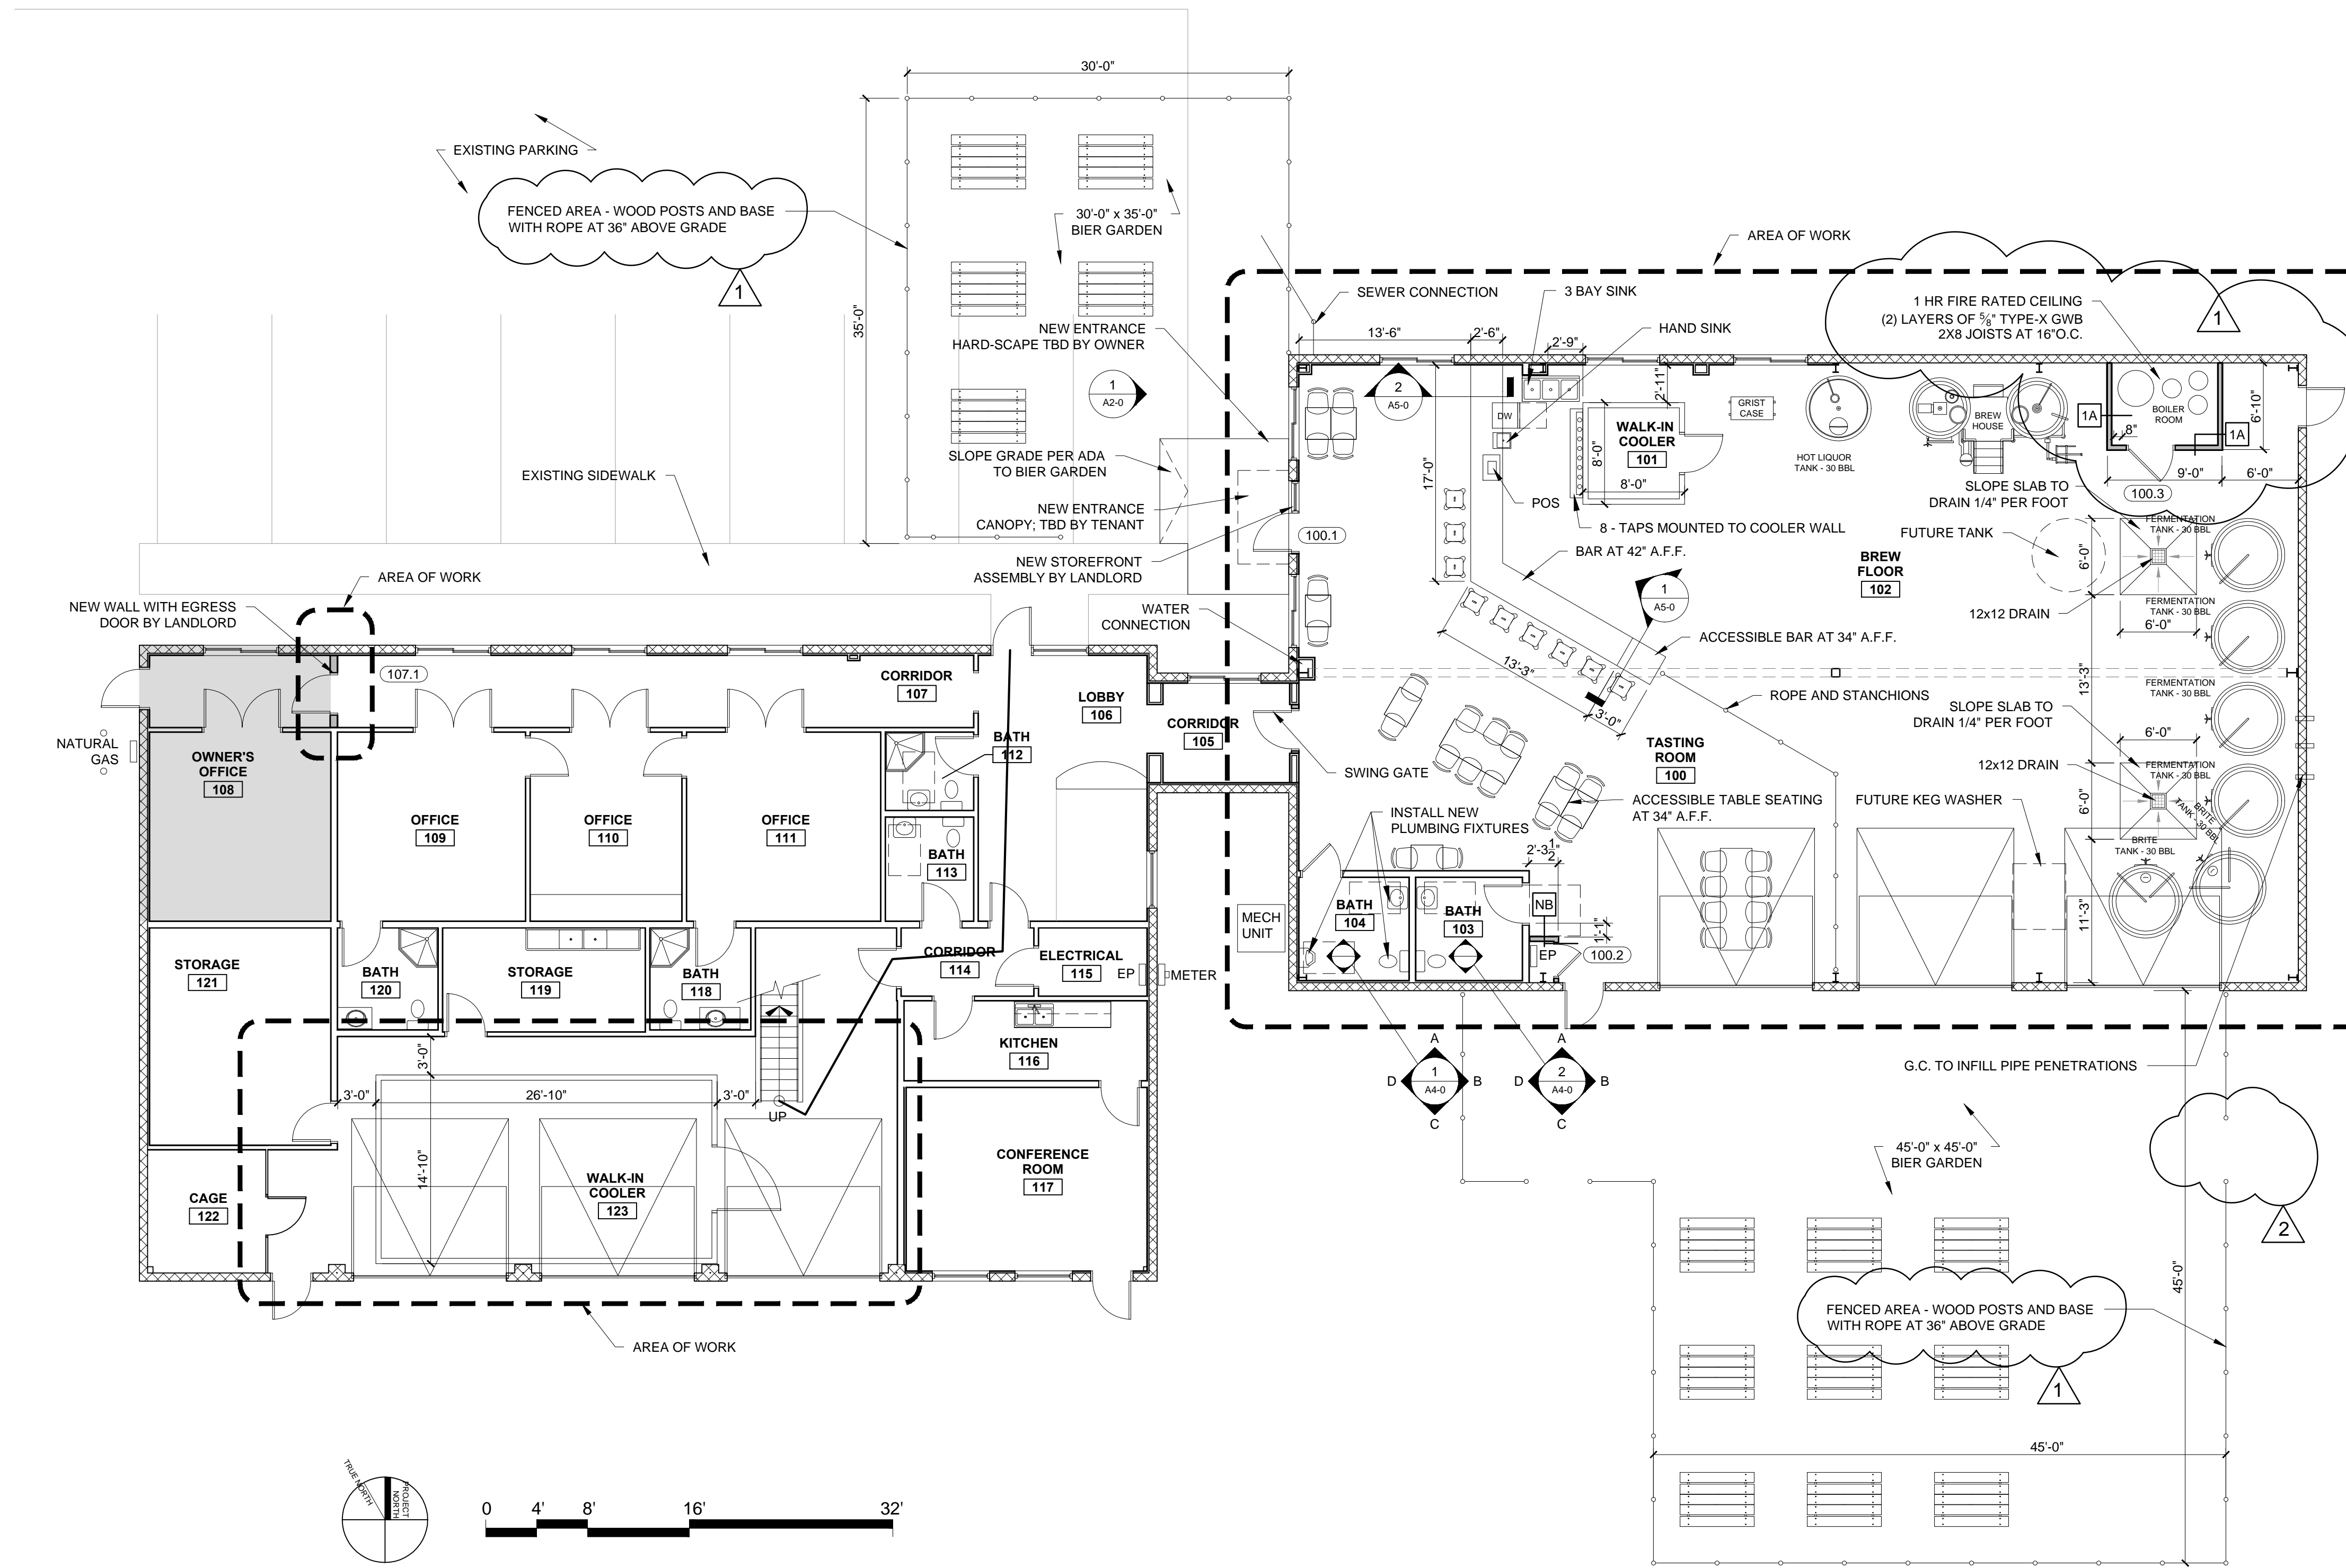 30'-0"
EXISTING PARKING
FENCED AREA - WOOD POSTS AND BASE
WITH ROPE AT 36" ABOVE GRADE
1
30'-0" x 35'-0"
BIER GARDEN
35'-0"
AREA OF WORK
SEWER CONNECTION
3 BAY SINK
HAND SINK
13'-6"
2'-6"
2'-9"
1 HR FIRE RATED CEILING
(2) LAYERS OF 5/8" TYPE-X GWB
2X8 JOISTS AT 16"O.C.
1
NEW ENTRANCE
HARD-SCAPE TBD BY OWNER
1
A2-0
2
A5-0
2'-11"
DW
GRIST
CASE
BREW
HOUSE
BOILER
ROOM
1A
1A
8"
6'-10"
9'-0"
6'-0"
100.3
WALK-IN
COOLER
101
8'-0"
8'-0"
HOT LIQUOR
TANK - 30 BBL
17'-0"
SLOPE GRADE PER ADA
TO BIER GARDEN
EXISTING SIDEWALK
NEW ENTRANCE
CANOPY; TBD BY TENANT
POS
8 - TAPS MOUNTED TO COOLER WALL
SLOPE SLAB TO
DRAIN 1/4" PER FOOT
FERMENTATION
TANK - 30 BBL
FUTURE TANK
100.1
BAR AT 42" A.F.F.
NEW STOREFRONT
ASSEMBLY BY LANDLORD
BREW
FLOOR
102
6'-0"
AREA OF WORK
NEW WALL WITH EGRESS
DOOR BY LANDLORD
WATER
CONNECTION
1
A5-0
12x12 DRAIN
FERMENTATION
TANK - 30 BBL
6'-0"
ACCESSIBLE BAR AT 34" A.F.F.
107.1
CORRIDOR
107
LOBBY
106
CORRIDOR
105
13'-3"
3'-0"
13'-3"
ROPE AND STANCHIONS
FERMENTATION
TANK - 30 BBL
SLOPE SLAB TO
DRAIN 1/4" PER FOOT
6'-0"
NATURAL
GAS
OWNER'S
OFFICE
108
BATH
112
SWING GATE
TASTING
ROOM
100
12x12 DRAIN
FERMENTATION
TANK - 30 BBL
6'-0"
BRITE
TANK - 30 BBL
OFFICE
109
OFFICE
110
OFFICE
111
BATH
113
INSTALL NEW
PLUMBING FIXTURES
ACCESSIBLE TABLE SEATING
AT 34" A.F.F.
FUTURE KEG WASHER
BRITE
TANK - 30 BBL
2'-3 1/2"
MECH
UNIT
BATH
104
BATH
103
NB
1'-1"
EP
100.2
11'-3"
STORAGE
121
BATH
120
STORAGE
119
BATH
118
CORRIDOR
114
ELECTRICAL
115
EP
METER
KITCHEN
116
3'-0"
3'-0"
26'-10"
3'-0"
UP
14'-10"
WALK-IN
COOLER
123
CONFERENCE
ROOM
117
CAGE
122
A
D
1
A4-0
B
C
A
D
2
A4-0
B
C
G.C. TO INFILL PIPE PENETRATIONS
45'-0" x 45'-0"
BIER GARDEN
2
45'-0"
FENCED AREA - WOOD POSTS AND BASE
WITH ROPE AT 36" ABOVE GRADE
1
AREA OF WORK
45'-0"
TRUE NORTH
PROJECT
NORTH
0
4'
8'
16'
32'